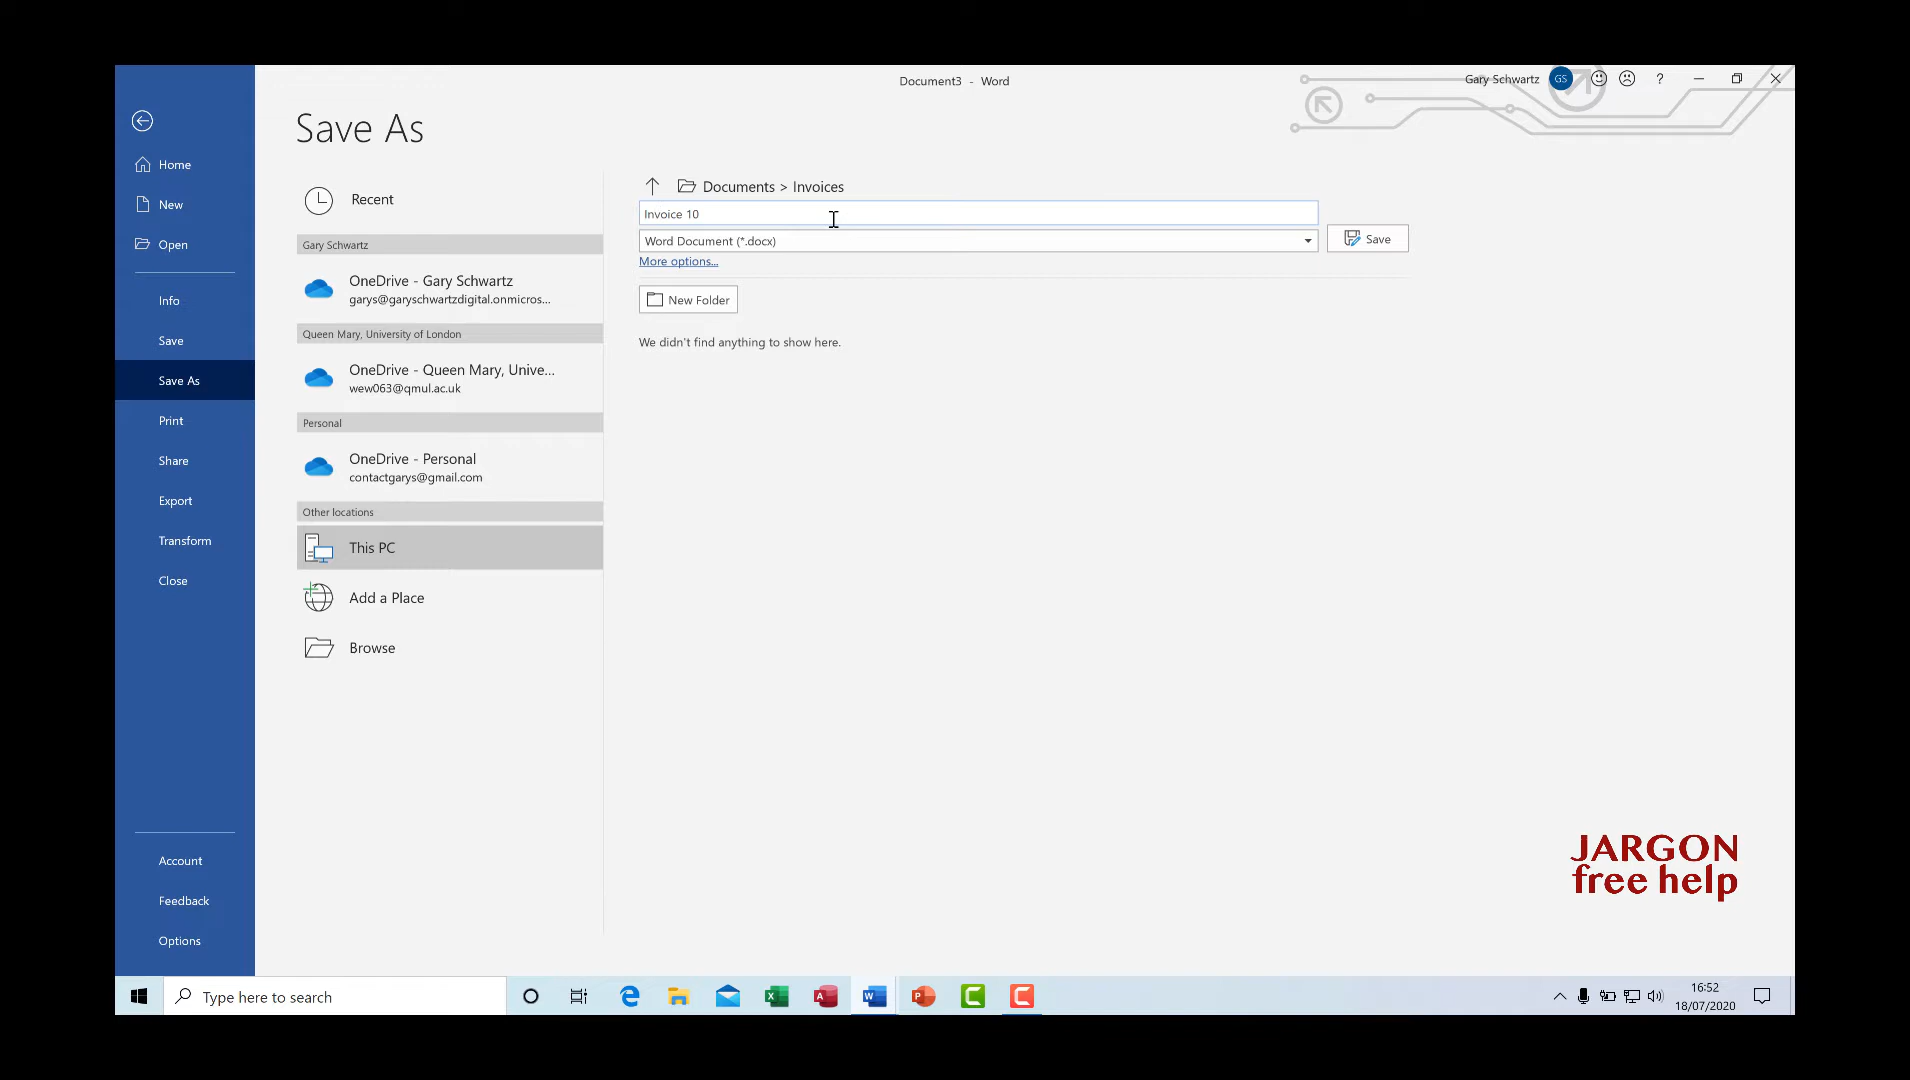 Document3 - Word
Gary Schwartz
GS
?
Save As
Home
New
Open
Info
Save
Save As
Print
Share
Export
Transform
Close
Account
Feedback
Options
Recent
Gary Schwartz
OneDrive - Gary Schwartz
garys@garyschwartzdigital.onmicros...
Queen Mary, University of London
OneDrive - Queen Mary, Unive...
wew063@qmul.ac.uk
Personal
OneDrive - Personal
contactgarys@gmail.com
Other locations
This PC
Add a Place
Browse
Documents > Invoices
Invoice 10
Word Document (*.docx)
Save
More options...
New Folder
We didn't find anything to show here.
JARGON
free help
Type here to search
16:52
18/07/2020